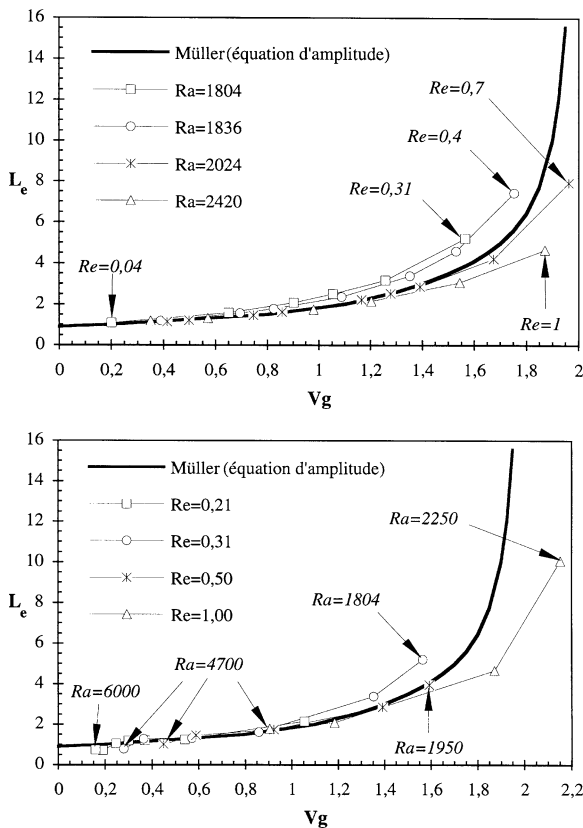 16
14
12
10
8
6
4
2
0
L_e
Müller (équation d'amplitude)
Ra=1804
Ra=1836
Ra=2024
Ra=2420
Re=0,7
Re=0,4
Re=0,31
Re=0,04
Re=1
0 0,2 0,4 0,6 0,8 1 1,2 1,4 1,6 1,8 2
Vg
16
14
12
10
8
6
4
2
0
L_e
Müller (équation d'amplitude)
Re=0,21
Re=0,31
Re=0,50
Re=1,00
Ra=2250
Ra=1804
Ra=4700
Ra=6000
Ra=1950
0 0,2 0,4 0,6 0,8 1 1,2 1,4 1,6 1,8 2 2,2
Vg